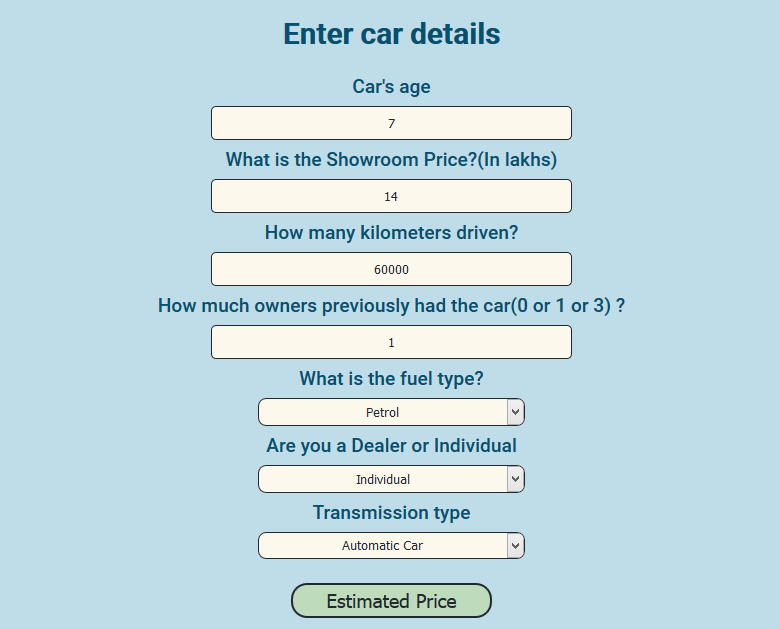 Enter car details
Car's age
7
What is the Showroom Price?(In lakhs)
14
How many kilometers driven?
60000
How much owners previously had the car(0 or 1 or 3) ?
1
What is the fuel type?
Petrol
Are you a Dealer or Individual
Individual
Transmission type
Automatic Car
Estimated Price